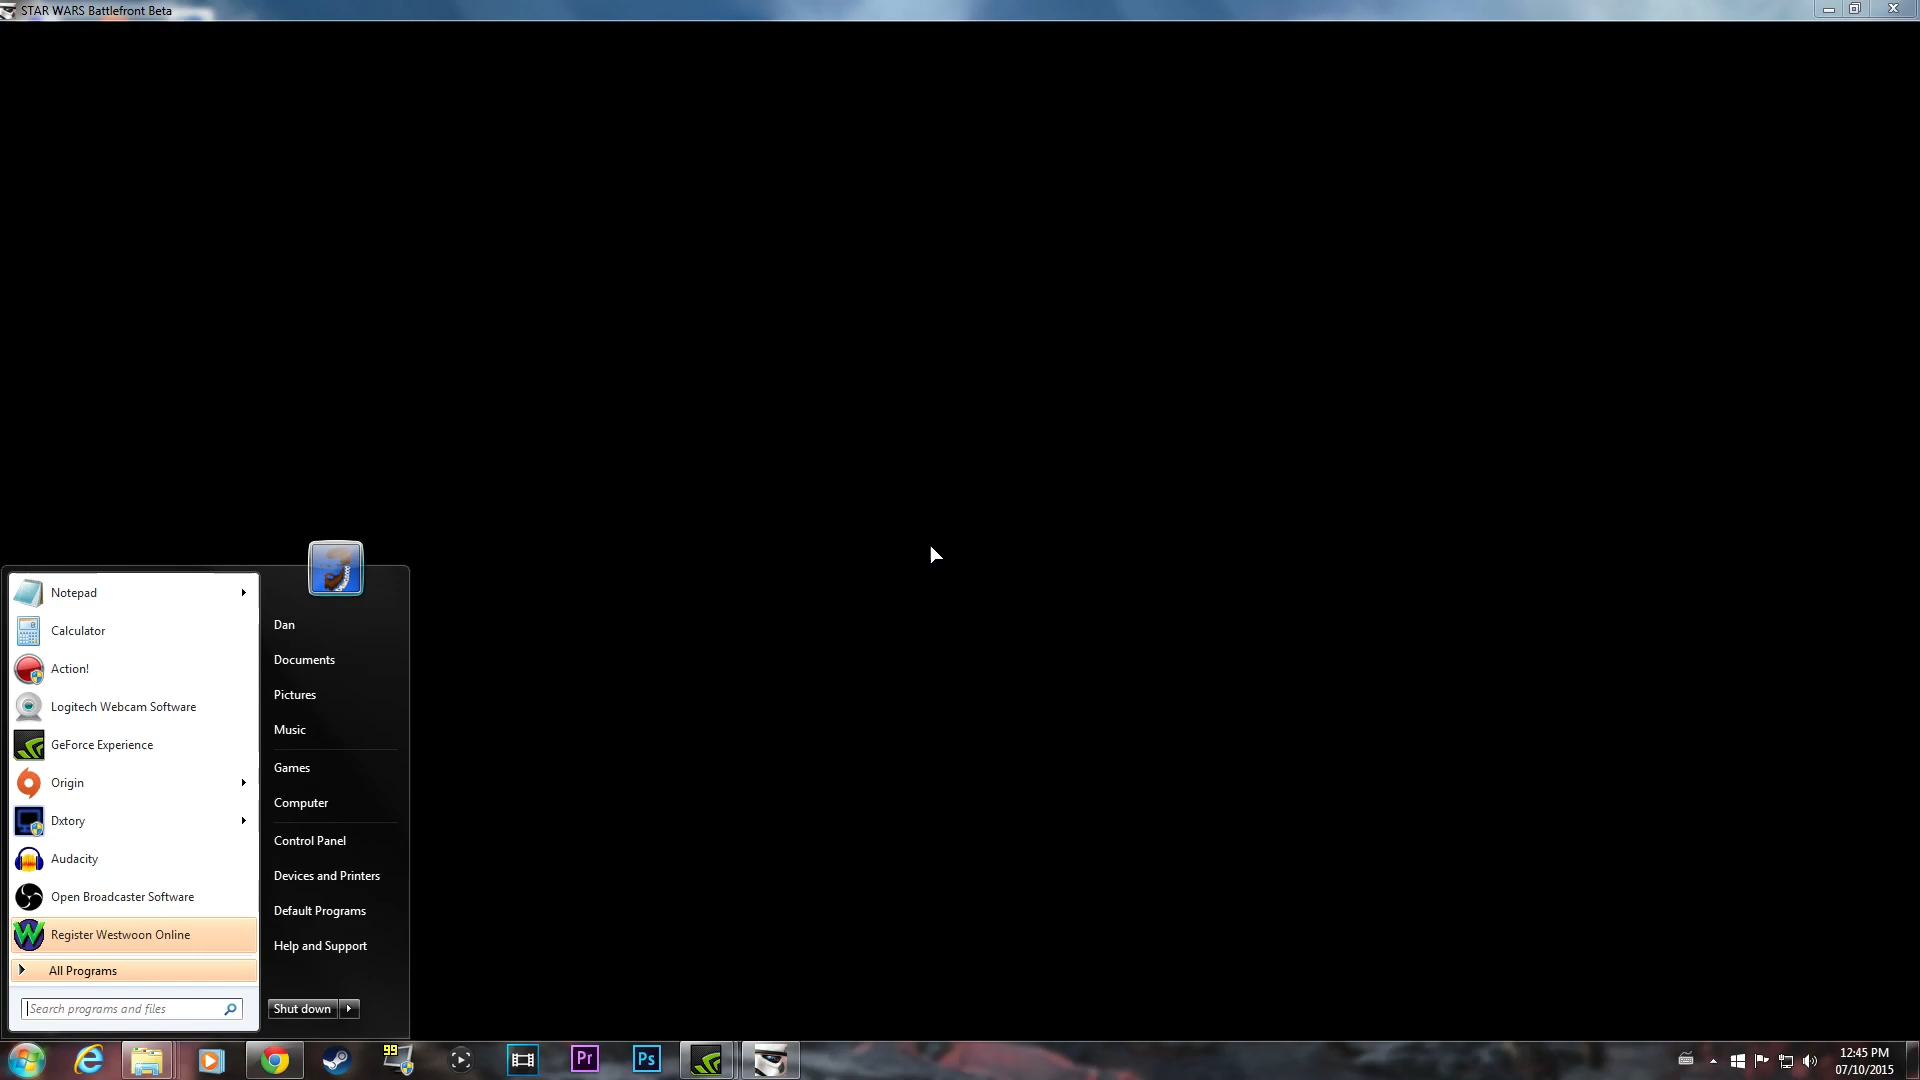 STAR WARS Battlefront Beta
Notepad
Calculator
Action!
Logitech Webcam Software
GeForce Experience
Origin
Dxtory
Audacity
Open Broadcaster Software
Register Westwoon Online
All Programs
Search programs and files
Dan
Documents
Pictures
Music
Games
Computer
Control Panel
Devices and Printers
Default Programs
Help and Support
Shut down
99
Pr
Ps
12:45 PM
07/10/2015